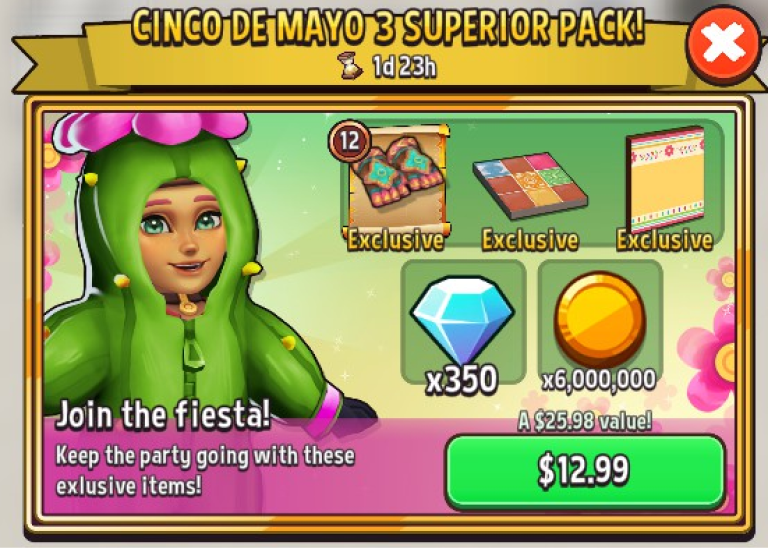 CINCO DE MAYO 3 SUPERIOR PACK!
1d 23h
12
Exclusive Exclusive Exclusive
x350 x6,000,000
Join the fiesta!
Keep the party going with these
exlusive items!
A $25.98 value!
$12.99